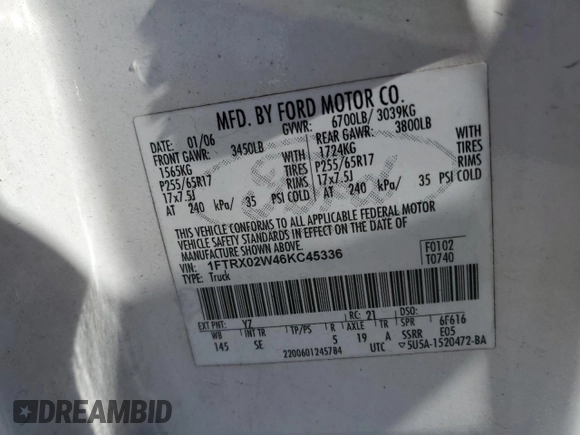 MFD. BY FORD MOTOR CO.
DATE: 01/06 GVWR: 6700LB/ 3039KG
FRONT GAWR: 3450LB REAR GAWR: 3800LB
1565KG WITH 1724KG WITH
P255/65R17 TIRES P255/65R17 TIRES
17x7.5J RIMS 17x7.5J RIMS
AT 240 kPa/ 35 PSI COLD AT 240 kPa/ 35 PSI COLD
THIS VEHICLE CONFORMS TO ALL APPLICABLE FEDERAL MOTOR
VEHICLE SAFETY AND THEFT PREVENTION STANDARDS IN EFFECT
ON THE DATE OF MANUFACTURE SHOWN ABOVE.
VIN: 1FTRX02W46KC45336
TYPE: Truck
F0102
T0740
EXT PNT: YZ RC: 21 DSO:
WB INT TR TP/PS R AXLE TR SPR 6F616
145 SE 5 19 A SSRR E05
2200601245784 UTC ▽5U5A-1520472-BA
DREAMBID